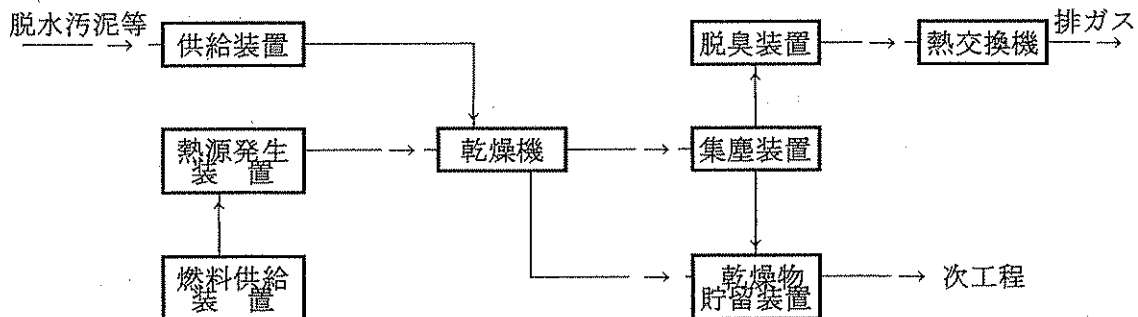 脱水汚泥等
供給装置
脱臭装置
熱交換機
排ガス
熱源発生
装置
乾燥機
集塵装置
燃料供給
装置
乾燥物
貯留装置
次工程